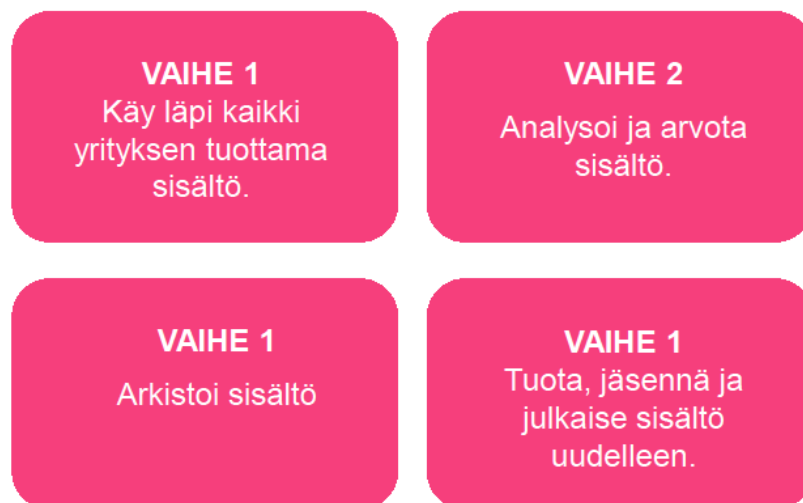 VAIHE 1
Käy läpi kaikki
yrityksen tuottama
sisältö.
VAIHE 2
Analysoi ja arvota
sisältö.
VAIHE 1
Arkistoi sisältö
VAIHE 1
Tuota, jäsennä ja
julkaise sisältö
uudelleen.